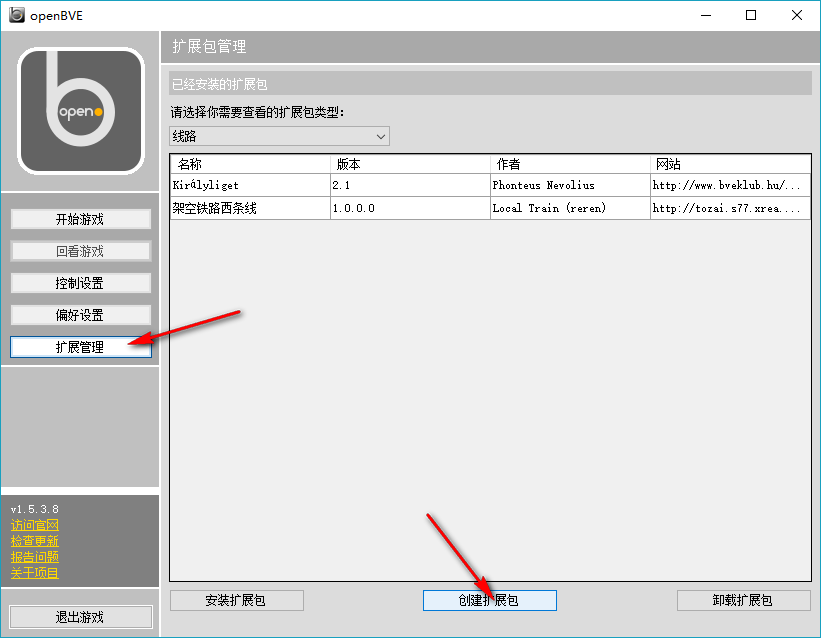 openBVE
openo
扩展包管理
已经安装的扩展包
请选择你需要查看的扩展包类型:
线路
名称 版本 作者 网站
Királyliget 2.1 Phonteus Nevolius http://www.bveklub.hu/...
架空铁路西条线 1.0.0.0 Local Train (reren) http://tozai.s77.xrea....
开始游戏
回看游戏
控制设置
偏好设置
扩展管理
v1.5.3.8
访问官网
检查更新
报告问题
关于项目
退出游戏
安装扩展包 创建扩展包 卸载扩展包